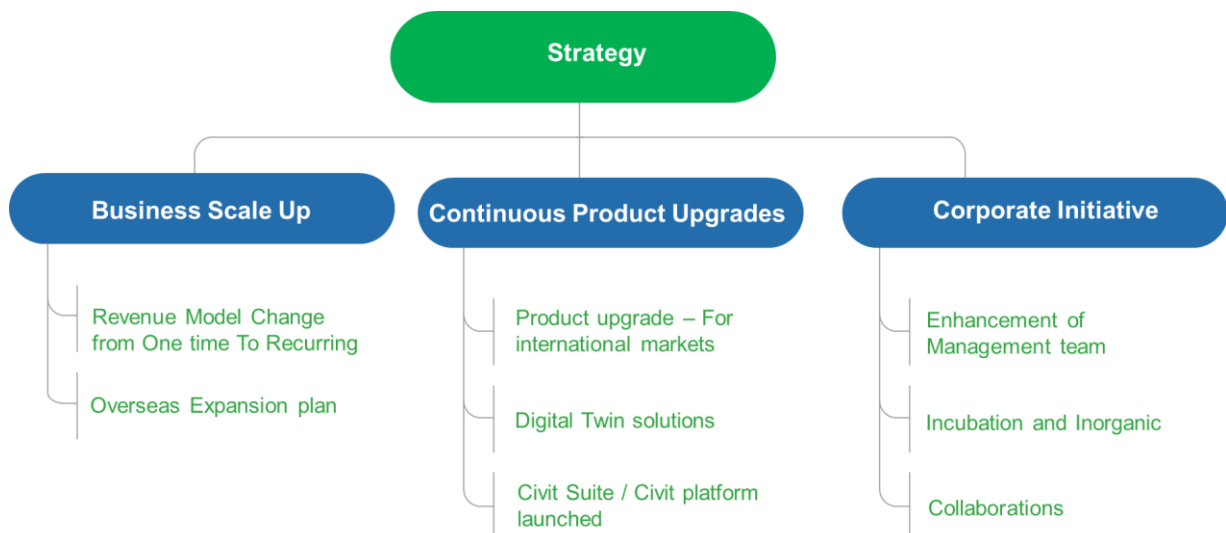 Strategy
Business Scale Up
Continuous Product Upgrades
Corporate Initiative
Revenue Model Change
from One time To Recurring
Overseas Expansion plan
Product upgrade – For
international markets
Digital Twin solutions
Civit Suite / Civit platform
launched
Enhancement of
Management team
Incubation and Inorganic
Collaborations